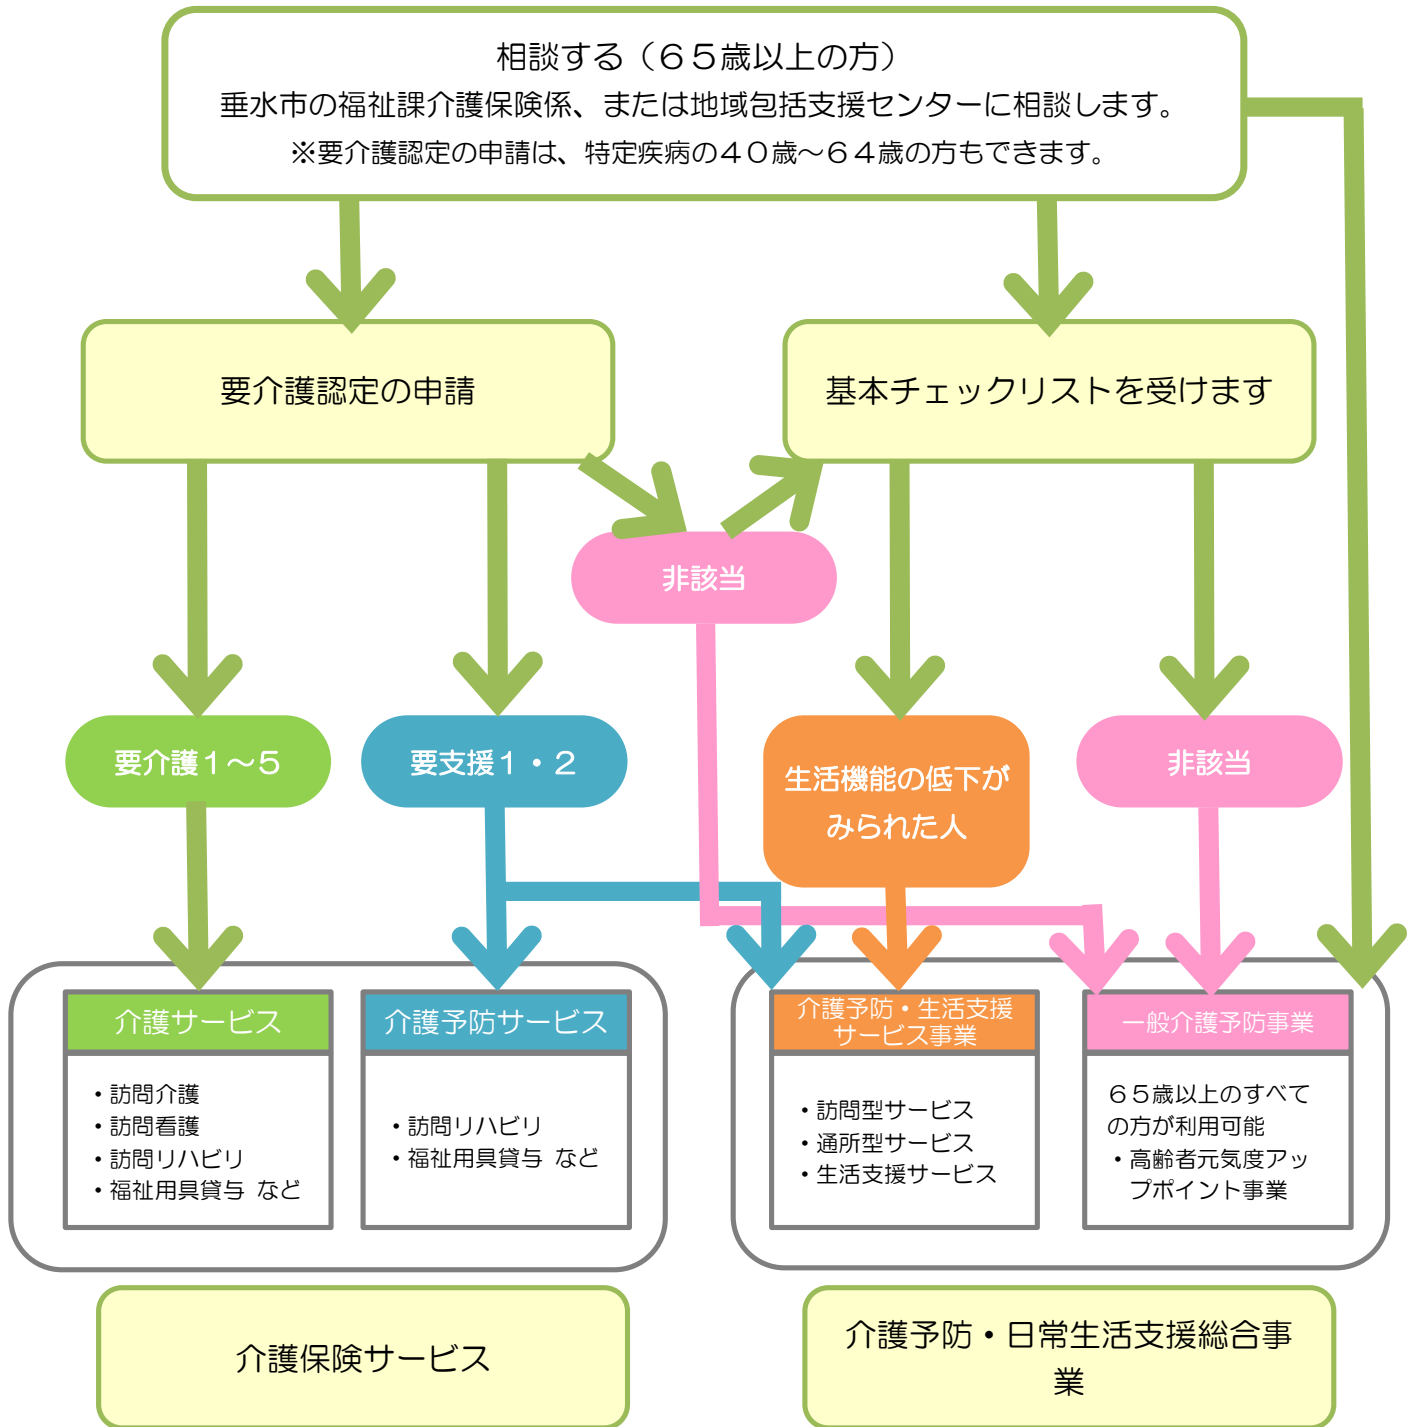 相談する（６５歳以上の方）
垂水市の福祉課介護保険係、または地域包括支援センターに相談します。
※要介護認定の申請は、特定疾病の４０歳～６４歳の方もできます。
要介護認定の申請
基本チェックリストを受けます
非該当
要介護１～５
要支援１・２
生活機能の低下が
みられた人
非該当
介護サービス
・訪問介護
・訪問看護
・訪問リハビリ
・福祉用具貸与 など
介護予防サービス
・訪問リハビリ
・福祉用具貸与 など
介護予防・生活支援
サービス事業
・訪問型サービス
・通所型サービス
・生活支援サービス
一般介護予防事業
６５歳以上のすべて
の方が利用可能
・高齢者元気度アッ
プポイント事業
介護保険サービス
介護予防・日常生活支援総合事
業